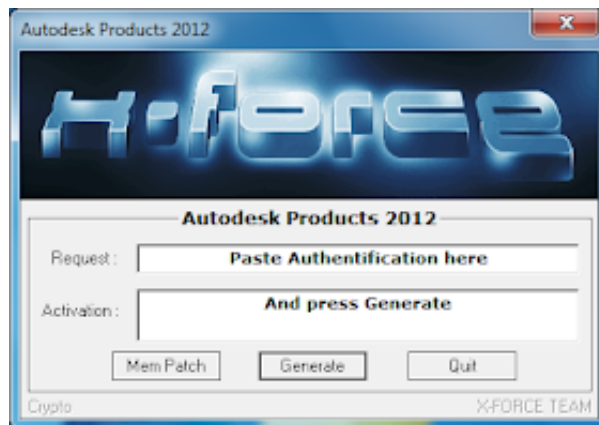 Autodesk Products 2012
X-force
Autodesk Products 2012
Request :
Paste Authentification here
Activation :
And press Generate
Mem Patch
Generate
Quit
Crypto
X-FORCE TEAM